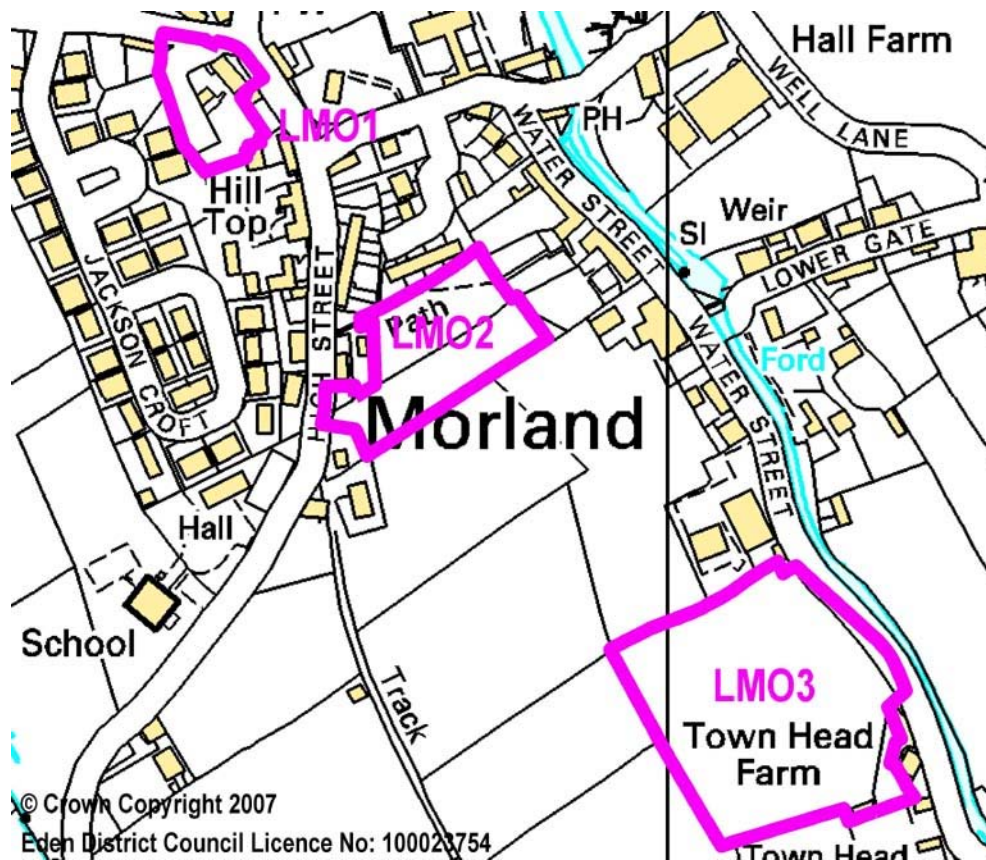 Hall Farm
WELL LANE
LMO1
PH
WATER STREET
Hill
Top
Weir
SI
LOWER GATE
JACKSON CROFT
HIGH STREET
Path
LMO2
Ford
WATER STREET
Morland
Hall
School
Track
LMO3
Town Head
Farm
© Crown Copyright 2007
Eden District Council Licence No: 100023754
Town Head